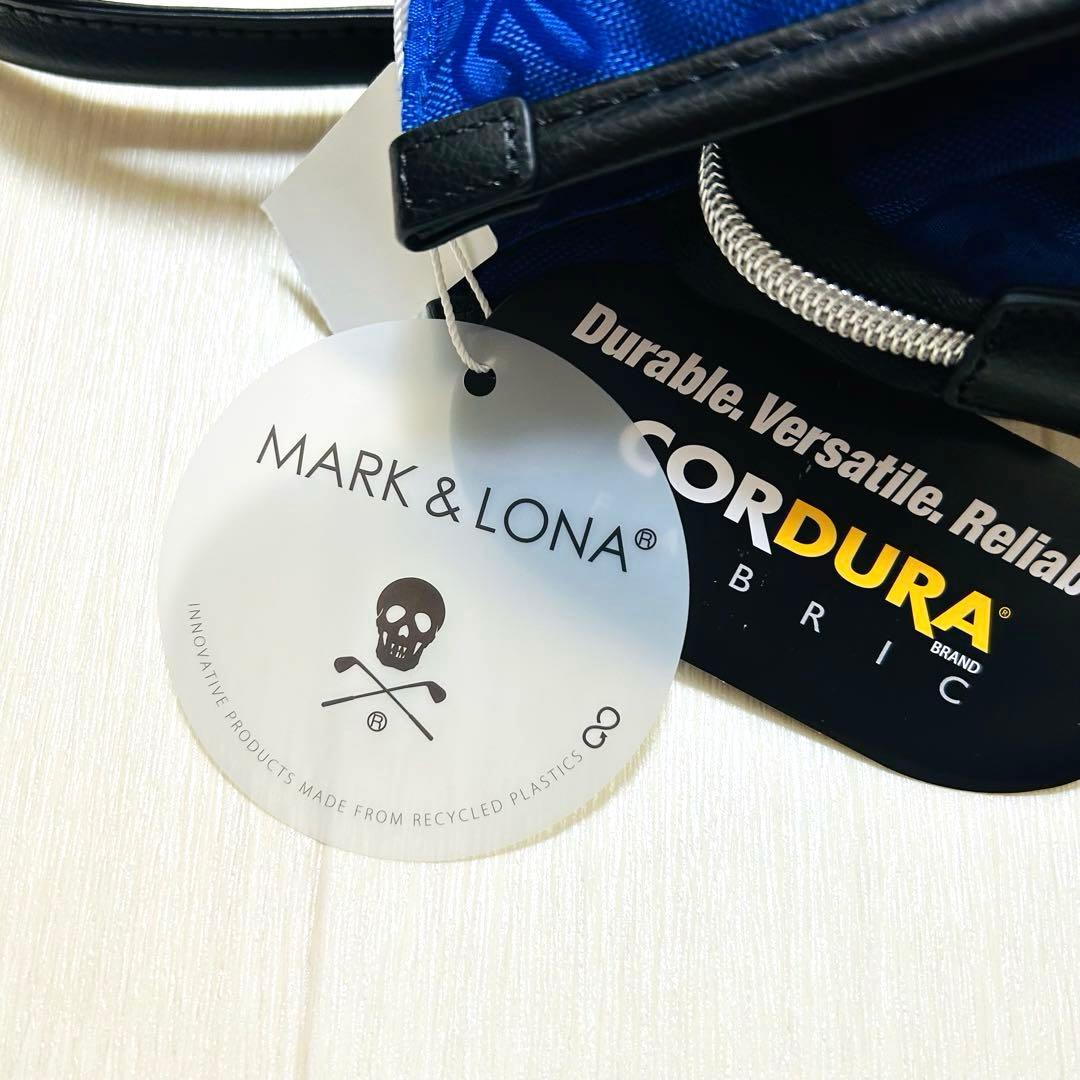 MARK & LONA®
®
INNOVATIVE PRODUCTS MADE FROM RECYCLED PLASTICS
Durable. Versatile. Reliab
CORDURA®
BRAND
BRIC